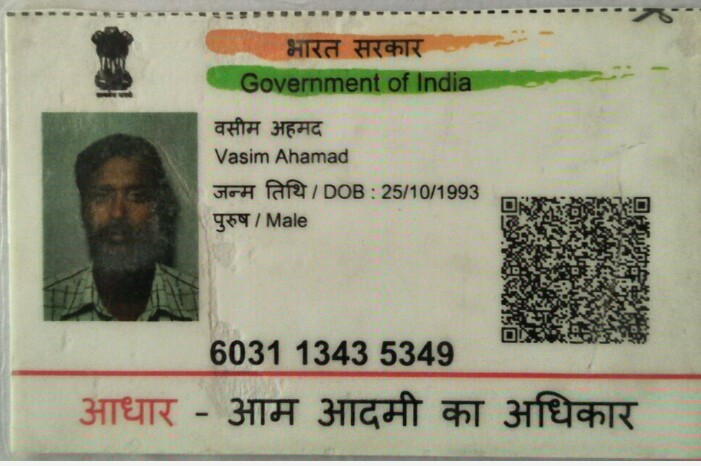 भारत सरकार
Government of India
वसीम अहमद
Vasim Ahamad
जन्म तिथि / DOB : 25/10/1993
पुरुष / Male
6031 1343 5349
आधार - आम आदमी का अधिकार